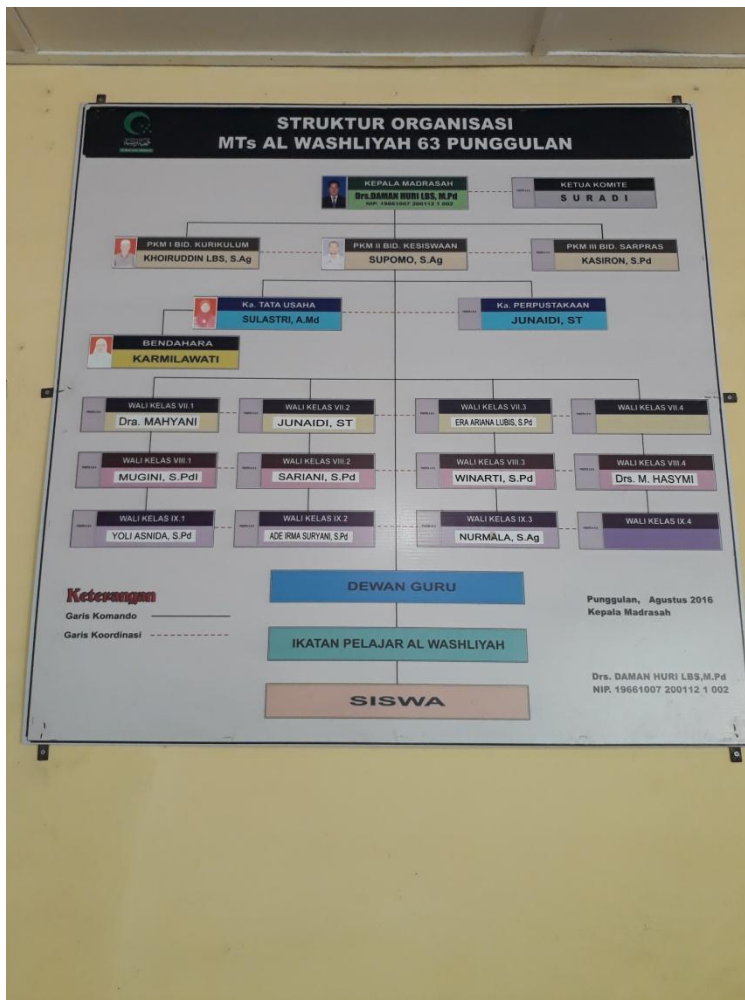 STRUKTUR ORGANISASI
MTs AL WASHLIYAH 63 PUNGGULAN
KEPALA MADRASAH
Drs.DAMAN HURI LBS, M.Pd
NIP. 19661007 200112 1 002
KETUA KOMITE
SURADI
PKM I BID. KURIKULUM
KHOIRUDDIN LBS, S.Ag
PKM II BID. KESISWAAN
SUPOMO, S.Ag
PKM III BID. SARPRAS
KASIRON, S.Pd
Ka. TATA USAHA
SULASTRI, A.Md
Ka. PERPUSTAKAAN
JUNAIDI, ST
BENDAHARA
KARMILAWATI
WALI KELAS VII.1
Dra. MAHYANI
WALI KELAS VII.2
JUNAIDI, ST
WALI KELAS VII.3
ERA ARIANA LUBIS, S.Pd
WALI KELAS VII.4
WALI KELAS VIII.1
MUGINI, S.PdI
WALI KELAS VIII.2
SARIANI, S.Pd
WALI KELAS VIII.3
WINARTI, S.Pd
WALI KELAS VIII.4
Drs. M. HASYMI
WALI KELAS IX.1
YOLI ASNIDA, S.Pd
WALI KELAS IX.2
ADE IRMA SURYANI, S.Pd
WALI KELAS IX.3
NURMALA, S.Ag
WALI KELAS IX.4
DEWAN GURU
IKATAN PELAJAR AL WASHLIYAH
SISWA
Keterangan
Garis Komando
Garis Koordinasi
Punggulan, Agustus 2016
Kepala Madrasah
Drs. DAMAN HURI LBS,M.Pd
NIP. 19661007 200112 1 002